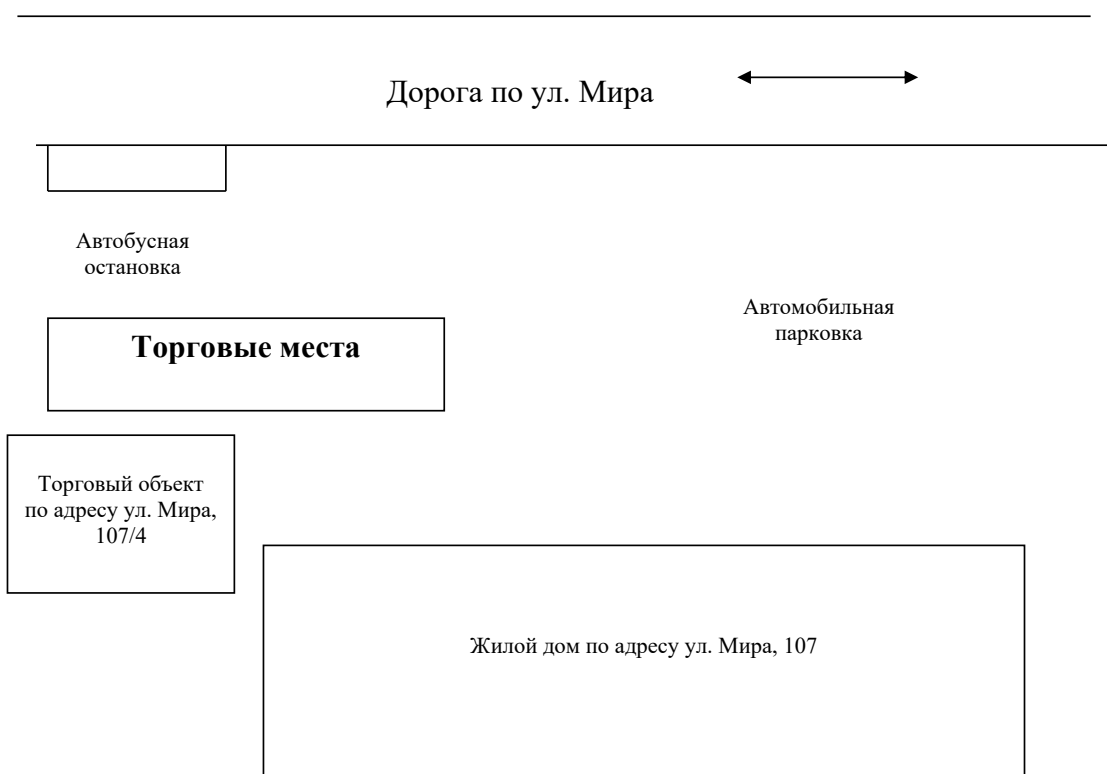 Дорога по ул. Мира
Автобусная
остановка
Автомобильная
парковка
Торговые места
Торговый объект
по адресу ул. Мира,
107/4
Жилой дом по адресу ул. Мира, 107